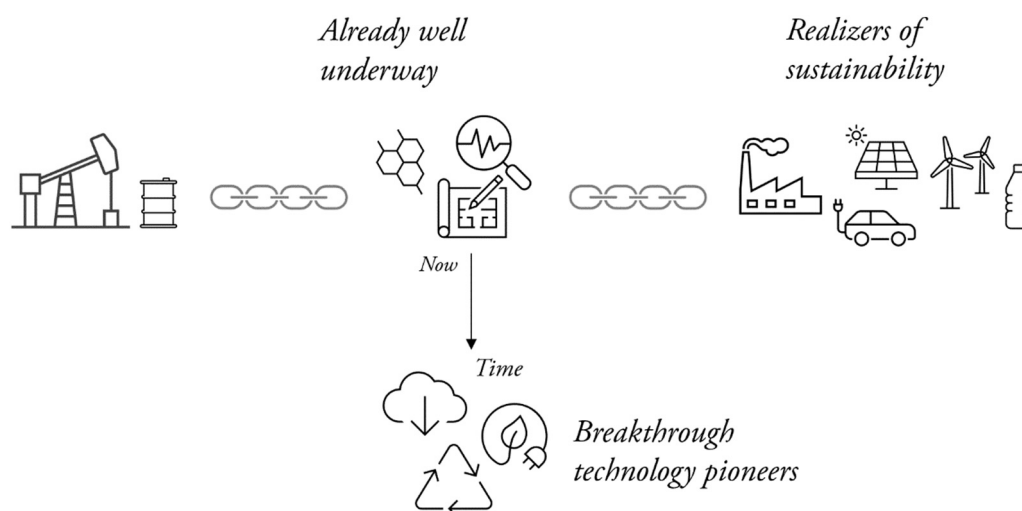 Already well
underway
Realizers of
sustainability
Now
Time
Breakthrough
technology pioneers